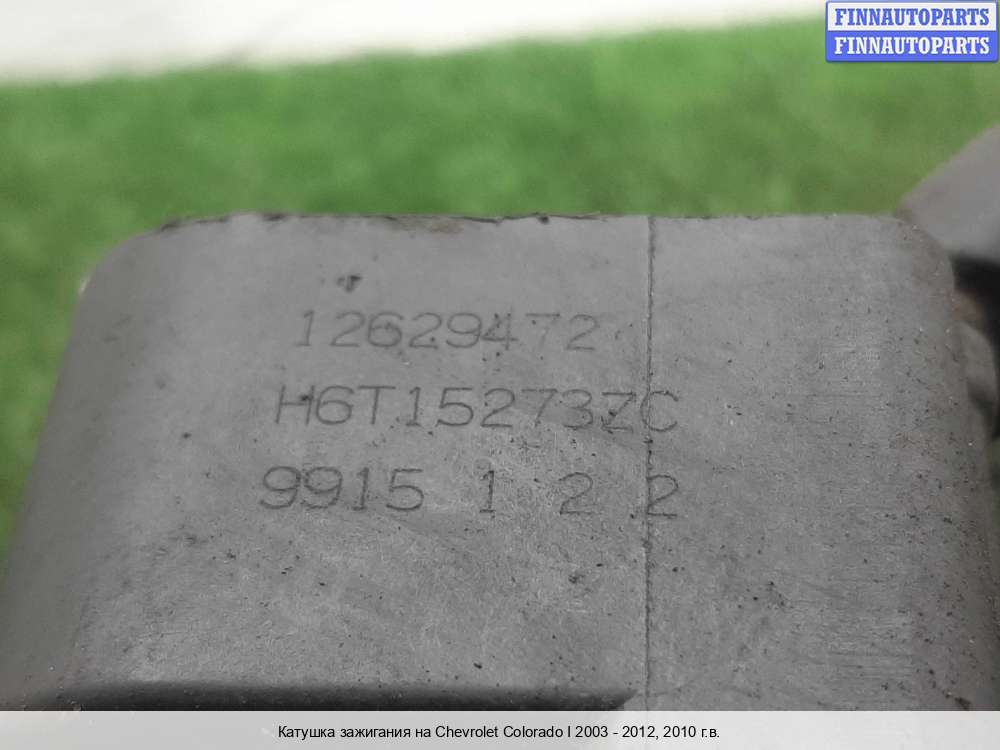 FINNAUTOPARTS
FINNAUTOPARTS
12629472
H6T15273ZC
9915 1 2 2
Катушка зажигания на Chevrolet Colorado I 2003 - 2012, 2010 г.в.